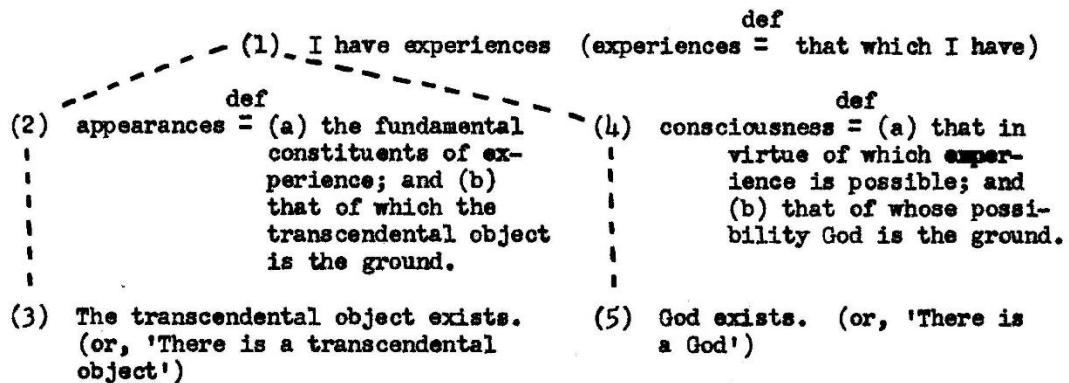 def
(1) I have experiences (experiences = that which I have)
def
(2) appearances = (a) the fundamental
constituents of ex-
perience; and (b)
that of which the
transcendental object
is the ground.
(3) The transcendental object exists.
(or, 'There is a transcendental
object')
def
(4) consciousness = (a) that in
virtue of which exper-
ience is possible; and
(b) that of whose possi-
bility God is the ground.
(5) God exists. (or, 'There is
a God')